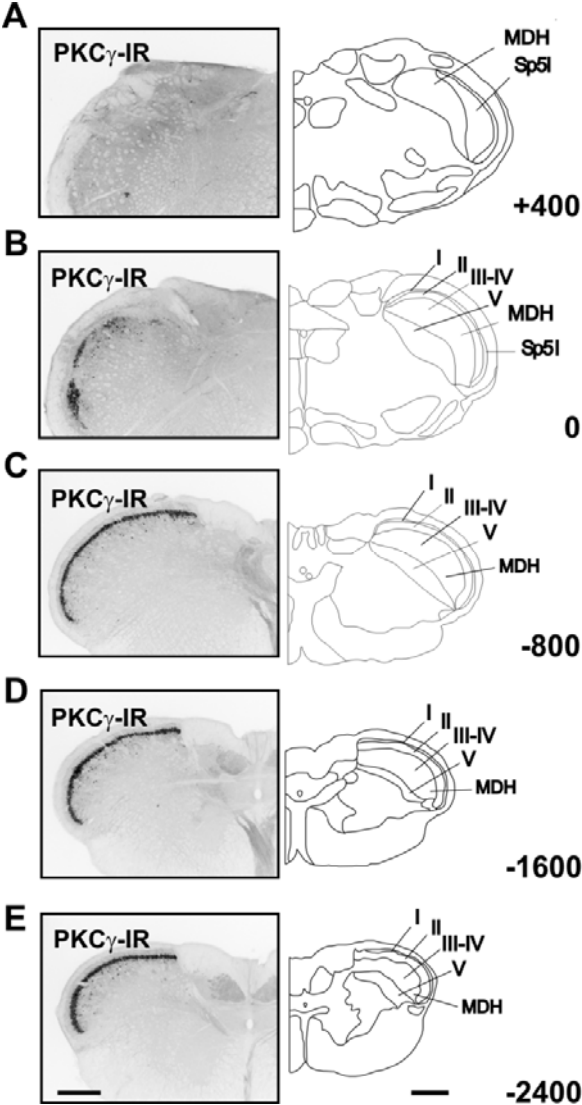 A
PKCγ-IR
MDH
Sp5I
+400
B
PKCγ-IR
I
II
III-IV
V
MDH
Sp5I
0
C
PKCγ-IR
I
II
III-IV
V
MDH
-800
D
PKCγ-IR
I
II
III-IV
V
MDH
-1600
E
PKCγ-IR
I
II
III-IV
V
MDH
-2400